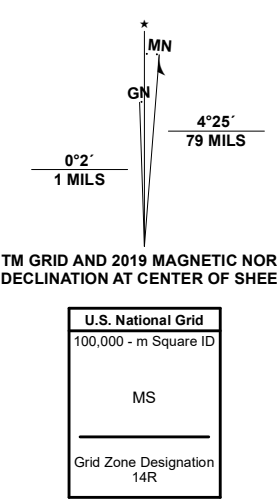 ★
MN
GN
4°25´
79 MILS
0°2´
1 MILS
TM GRID AND 2019 MAGNETIC NOR
DECLINATION AT CENTER OF SHEE
U.S. National Grid
100,000 - m Square ID
MS
Grid Zone Designation
14R